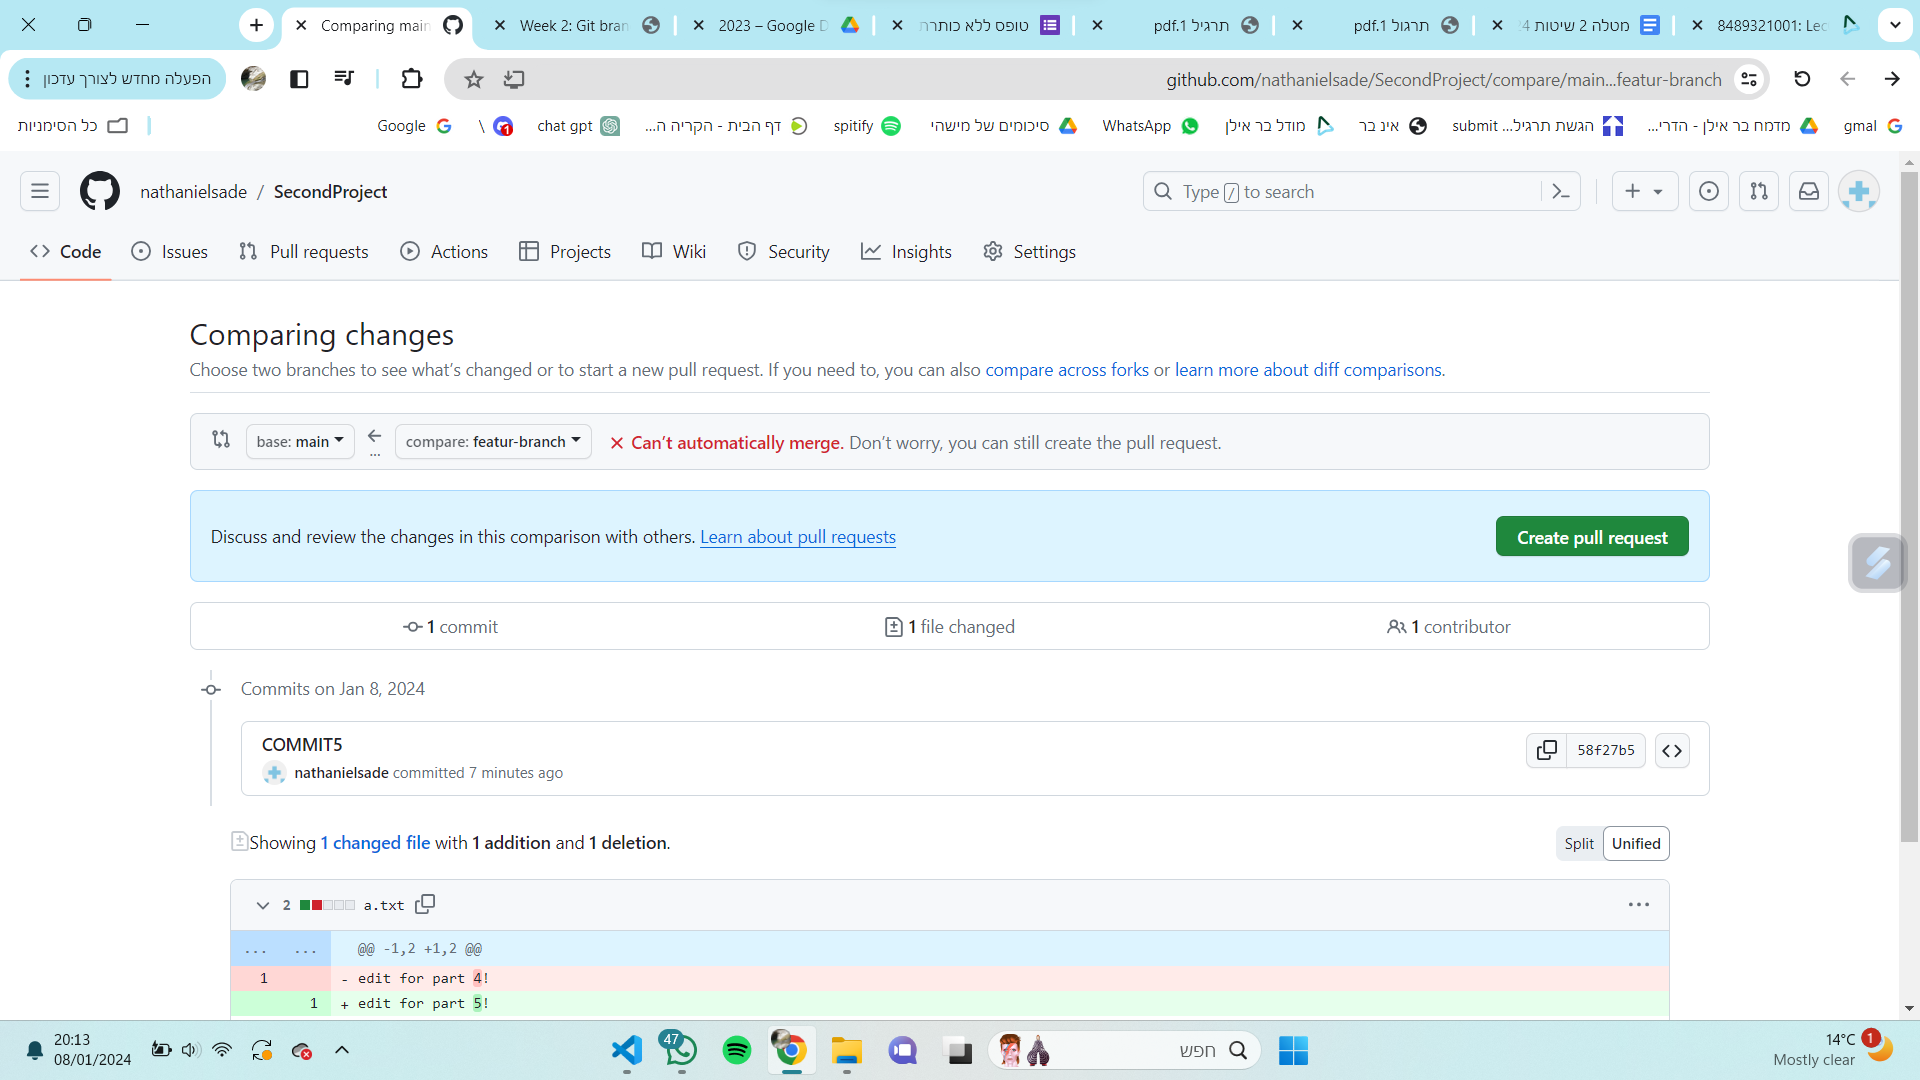 Comparing main
Week 2: Git bran
2023 – Google D
טופס ללא כותרת
תרגיל 1.pdf
תרגול 1.pdf
מטלה 2 שיטות
8489321001: Lec
הפעלה מחדש לצורך עדכון
github.com/nathanielsade/SecondProject/compare/main...featur-branch
כל הסימניות
Google
\
1
chat gpt
דף הבית - הקריה ה...
spitify
סיכומים של מישהי
WhatsApp
מודל בר אילן
אינ בר
הגשת תרגיל... submit
מדמח בר אילן - הדרי...
gmal
nathanielsade / SecondProject
Type / to search
Code
Issues
Pull requests
Actions
Projects
Wiki
Security
Insights
Settings
Comparing changes
Choose two branches to see what's changed or to start a new pull request. If you need to, you can also compare across forks or learn more about diff comparisons.
base: main
...
compare: featur-branch
Can't automatically merge. Don't worry, you can still create the pull request.
Discuss and review the changes in this comparison with others. Learn about pull requests
Create pull request
1 commit
1 file changed
1 contributor
Commits on Jan 8, 2024
COMMIT5
58f27b5
nathanielsade committed 7 minutes ago
Showing 1 changed file with 1 addition and 1 deletion.
Split
Unified
2
a.txt
... ... @@ -1,2 +1,2 @@
1 - edit for part 4!
1 + edit for part 5!
20:13
08/01/2024
47
חפש
14°C
Mostly clear
1